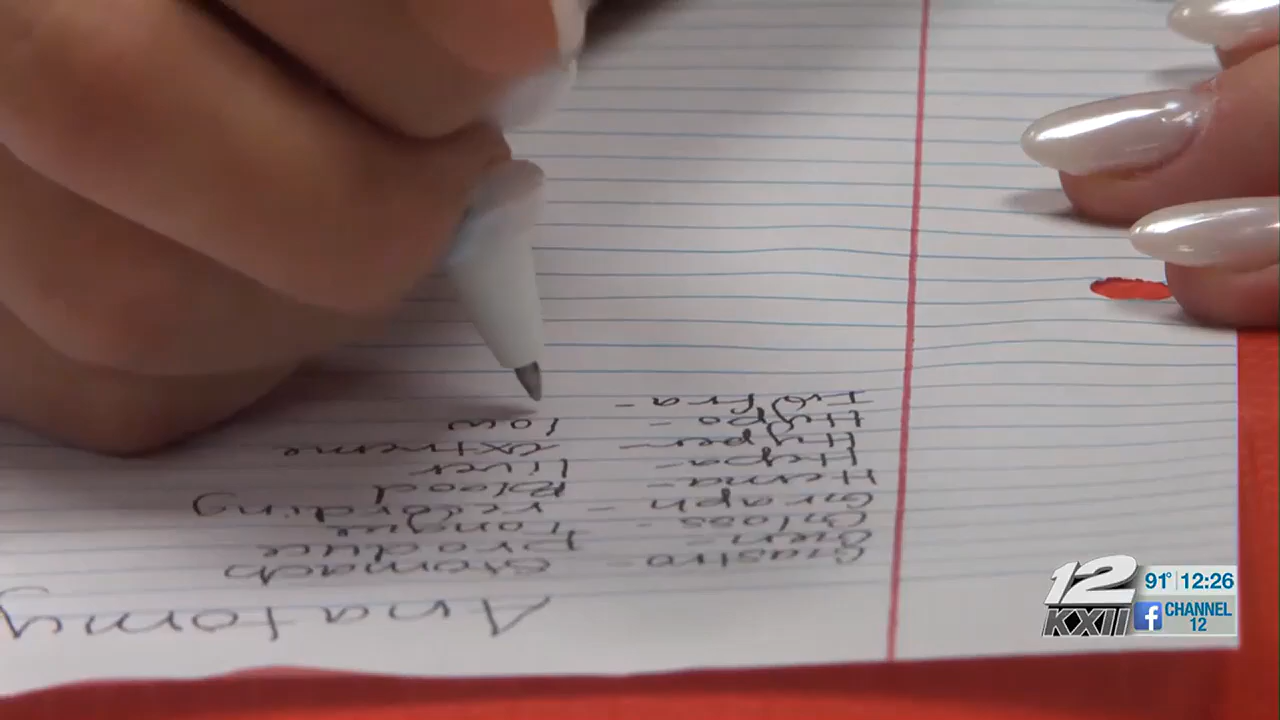 Anatomy
Gastro - Stomach
Gen - produce
Gloss - tongue
Graph - recording
Hema - Blood
Hepa - liver
Hyper - extreme
Hypo - low
Infra -
12
KXII
91° 12:26
f CHANNEL
12